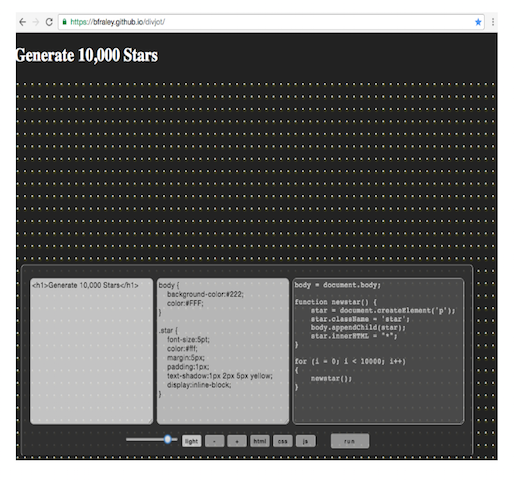 https://bfraley.github.io/divjot/
Generate 10,000 Stars
<h1>Generate 10,000 Stars</h1>
body {
background-color:#222;
color:#FFF;
}
.star {
font-size:5pt;
color:#fff;
margin:5px;
padding:1px;
text-shadow:1px 2px 5px yellow;
display:inline-block;
}
body = document.body;
function newstar() {
star = document.createElement('p');
star.className = 'star';
body.appendChild(star);
star.innerHTML = "*";
}
for (i = 0; i < 10000; i++)
{
newstar();
}
light - + html css js run